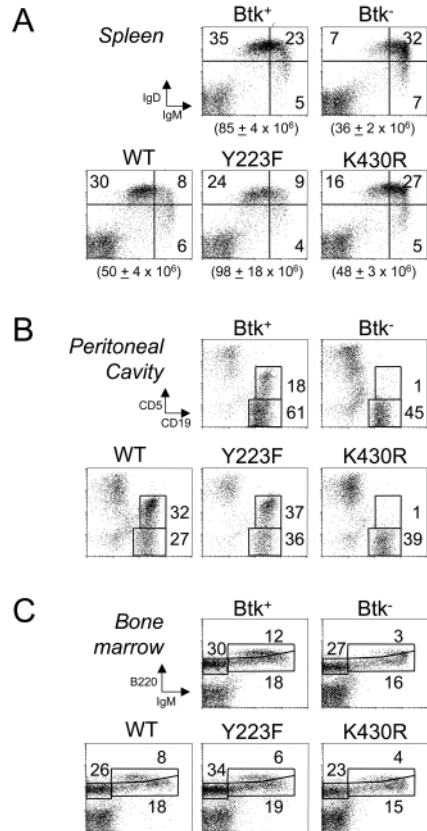 A
Spleen
Btk+ Btk-
35 23 7 32
IgD
IgM
5 7
(85 ± 4 x 10⁶) (36 ± 2 x 10⁶)
WT Y223F K430R
30 8 24 9 16 27
6 4 5
(50 ± 4 x 10⁶) (98 ± 18 x 10⁶) (48 ± 3 x 10⁶)
B
Btk+ Btk-
Peritoneal
Cavity
CD5
CD19
18 1
61 45
WT Y223F K430R
32 37 1
27 36 39
C
Btk+ Btk-
Bone
marrow
12 3
30 27
B220
IgM
18 16
WT Y223F K430R
8 6 4
26 34 23
18 19 15